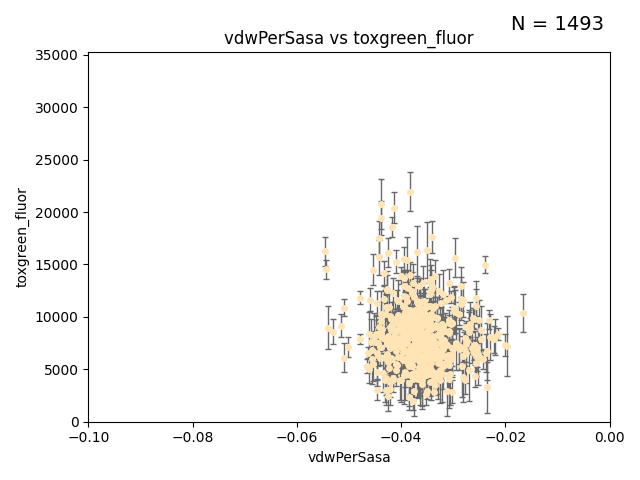 N = 1493
vdwPerSasa vs toxgreen_fluor
35000
30000
25000
20000
15000
10000
5000
0
toxgreen_fluor
−0.10 −0.08 −0.06 −0.04 −0.02 0.00
vdwPerSasa